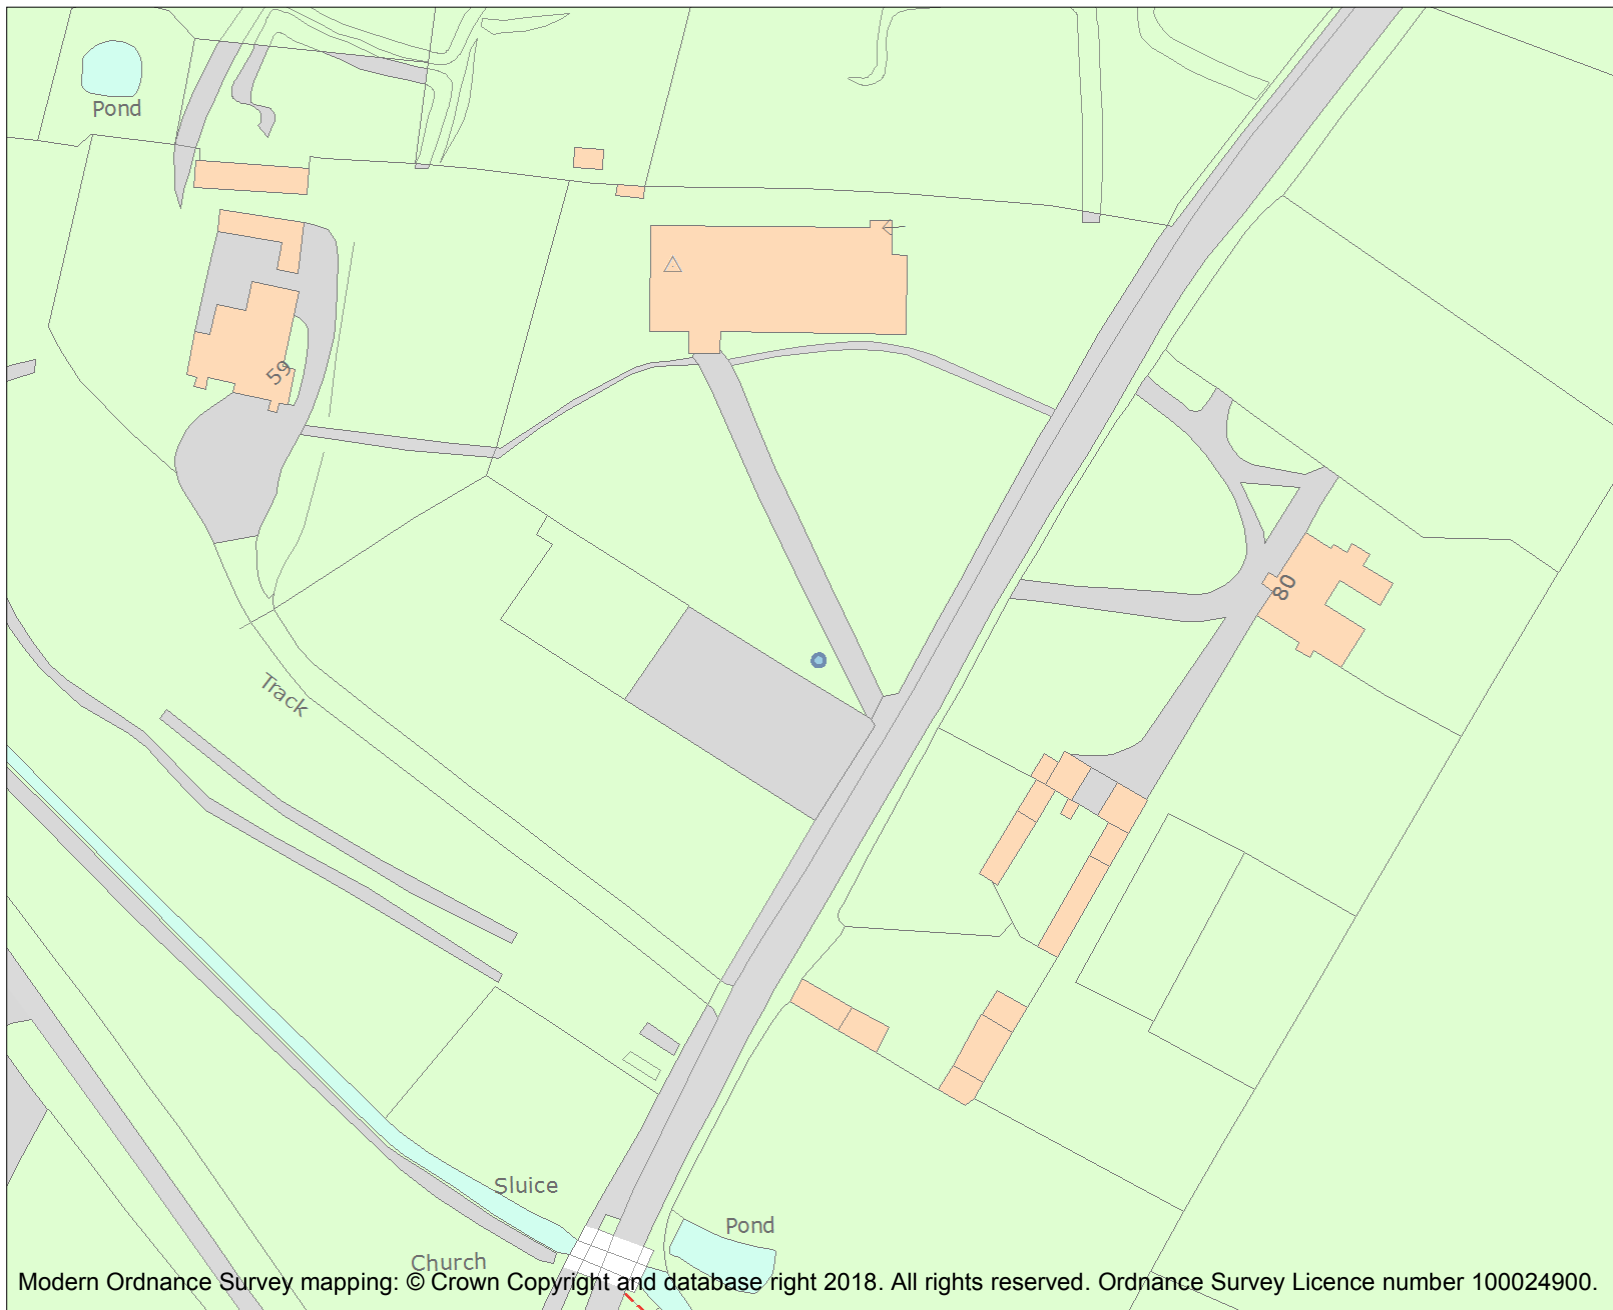 Pond
59
80
Track
Sluice
Pond
Church
Modern Ordnance Survey mapping: © Crown Copyright and database right 2018. All rights reserved. Ordnance Survey Licence number 100024900.